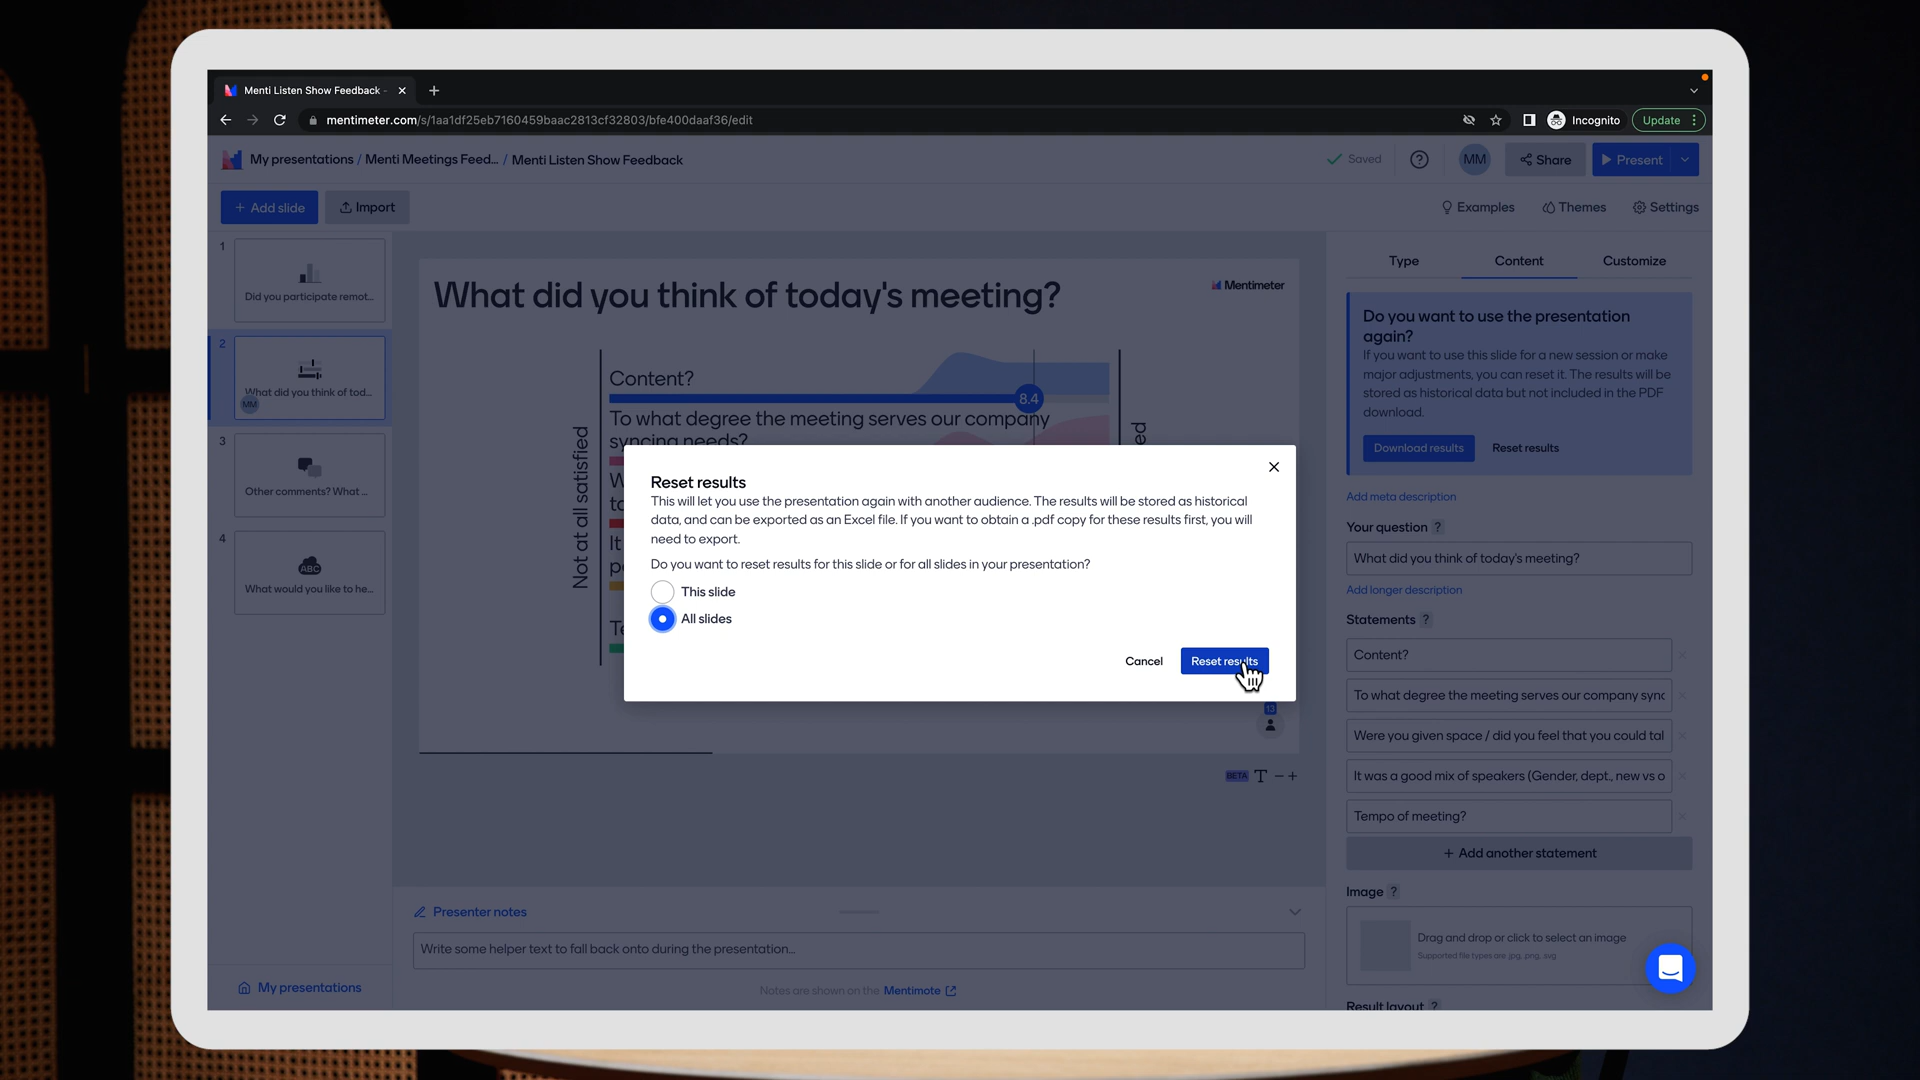 Menti Listen Show Feedback -
mentimeter.com/s/1aa1df25eb7160459baac2813cf32803/bfe400daaf36/edit
Incognito
Update
My presentations / Menti Meetings Feed... / Menti Listen Show Feedback
Saved
MM
Share
Present
+ Add slide
Import
Examples
Themes
Settings
1
Did you participate remot...
2
What did you think of tod...
MM
3
Other comments? What ...
4
ABC
What would you like to he...
My presentations
What did you think of today's meeting?
Mentimeter
Not at all satisfied
Content?
8.4
To what degree the meeting serves our company
syncing needs?
ed
Reset results
This will let you use the presentation again with another audience. The results will be stored as historical
data, and can be exported as an Excel file. If you want to obtain a .pdf copy for these results first, you will
need to export.
Do you want to reset results for this slide or for all slides in your presentation?
This slide
All slides
Cancel
Reset results
13
BETA T − +
Presenter notes
Write some helper text to fall back onto during the presentation...
Notes are shown on the Mentimote
Type
Content
Customize
Do you want to use the presentation
again?
If you want to use this slide for a new session or make
major adjustments, you can reset it. The results will be
stored as historical data but not included in the PDF
download.
Download results
Reset results
Add meta description
Your question ?
What did you think of today's meeting?
Add longer description
Statements ?
Content?
To what degree the meeting serves our company sync
Were you given space / did you feel that you could tal
It was a good mix of speakers (Gender, dept., new vs o
Tempo of meeting?
+ Add another statement
Image ?
Drag and drop or click to select an image
Supported file types are jpg, png, svg
Result layout ?